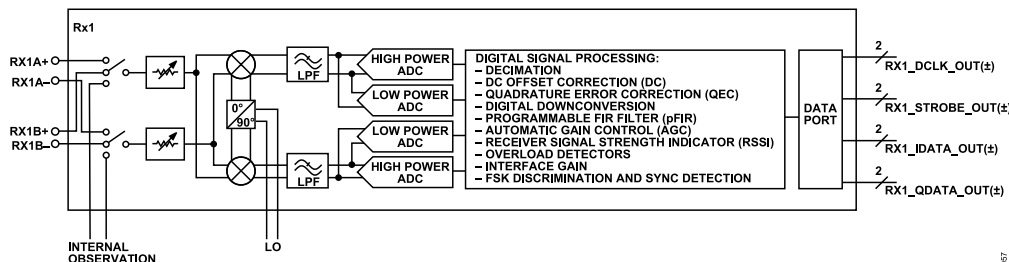 Rx1
RX1A+
RX1A–
RX1B+
RX1B–
INTERNAL
OBSERVATION
LO
0°
90°
LPF
LPF
HIGH POWER
ADC
LOW POWER
ADC
LOW POWER
ADC
HIGH POWER
ADC
DIGITAL SIGNAL PROCESSING:
– DECIMATION
– DC OFFSET CORRECTION (DC)
– QUADRATURE ERROR CORRECTION (QEC)
– DIGITAL DOWNCONVERSION
– PROGRAMMABLE FIR FILTER (pFIR)
– AUTOMATIC GAIN CONTROL (AGC)
– RECEIVER SIGNAL STRENGTH INDICATOR (RSSI)
– OVERLOAD DETECTORS
– INTERFACE GAIN
– FSK DISCRIMINATION AND SYNC DETECTION
DATA
PORT
2
RX1_DCLK_OUT(±)
2
RX1_STROBE_OUT(±)
2
RX1_IDATA_OUT(±)
2
RX1_QDATA_OUT(±)